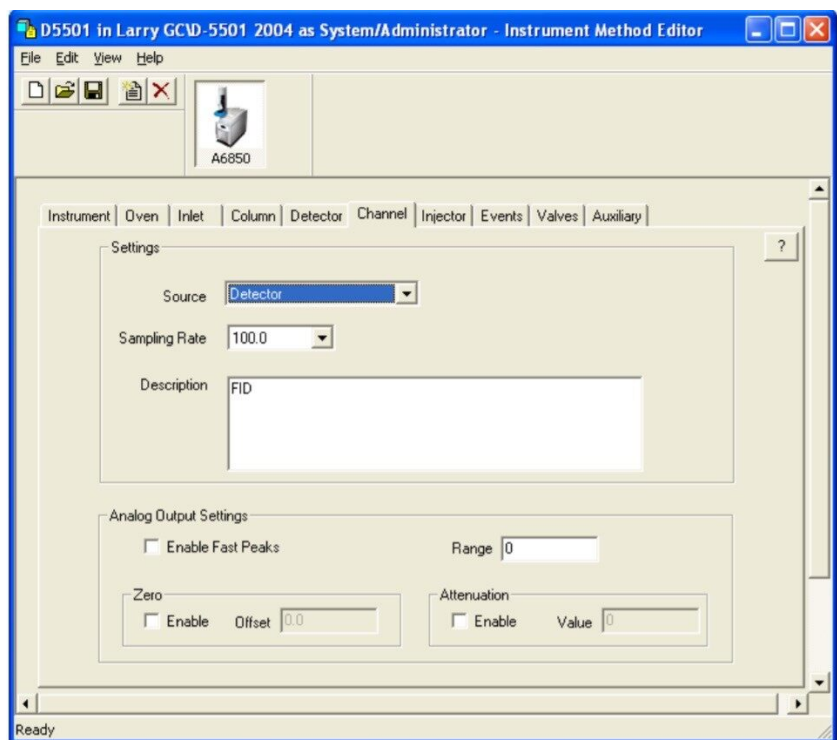 D5501 in Larry GC\D-5501 2004 as System/Administrator - Instrument Method Editor
File Edit View Help
A6850
Instrument Oven Inlet Column Detector Channel Injector Events Valves Auxiliary
Settings
?
Source Detector
Sampling Rate 100.0
Description FID
Analog Output Settings
Enable Fast Peaks Range 0
Zero Attenuation
Enable Offset 0.0 Enable Value 0
Ready